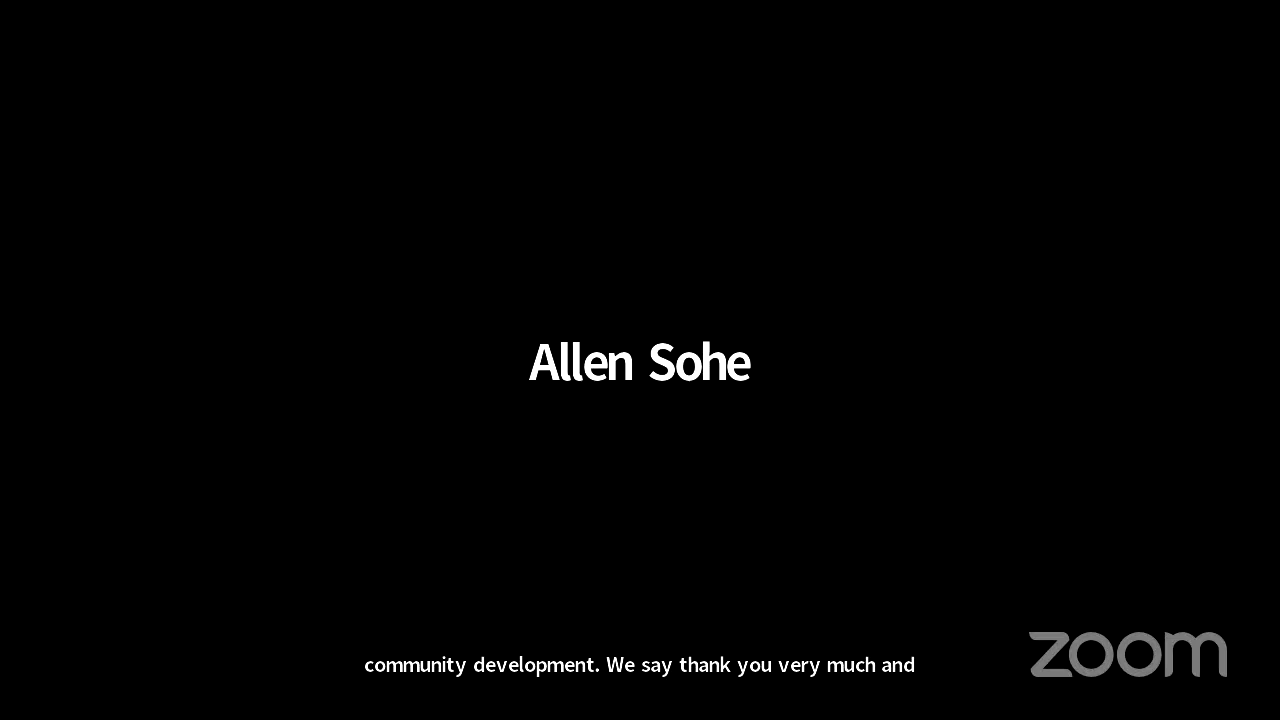 Allen Sohe
community development. We say thank you very much and
zoom